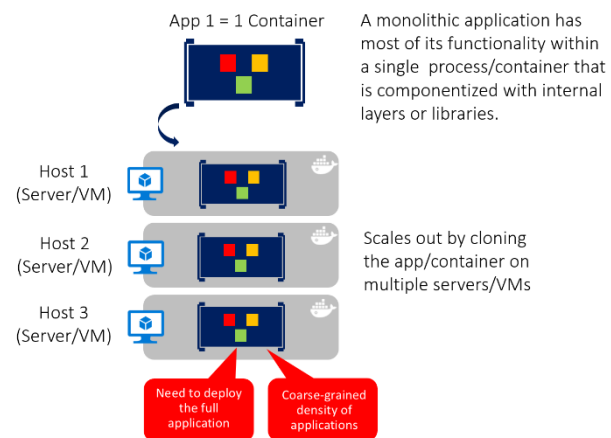 App 1 = 1 Container
A monolithic application has
most of its functionality within
a single process/container that
is componentized with internal
layers or libraries.
Host 1
(Server/VM)
Host 2
(Server/VM)
Scales out by cloning
the app/container on
multiple servers/VMs
Host 3
(Server/VM)
Need to deploy
the full
application
Coarse-grained
density of
applications